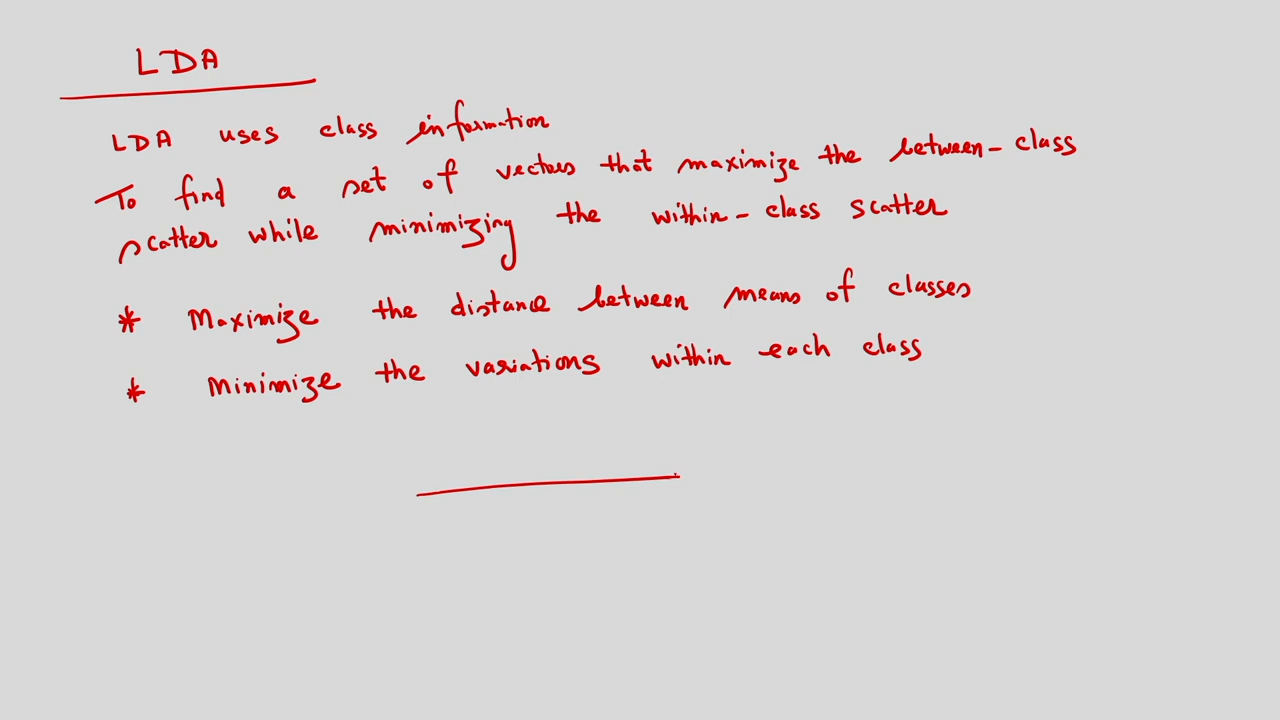 LDA
LDA uses class information
To find a set of vectors that maximize the between-class
scatter while minimizing the within-class scatter
* Maximize the distance between means of classes
* Minimize the variations within each class